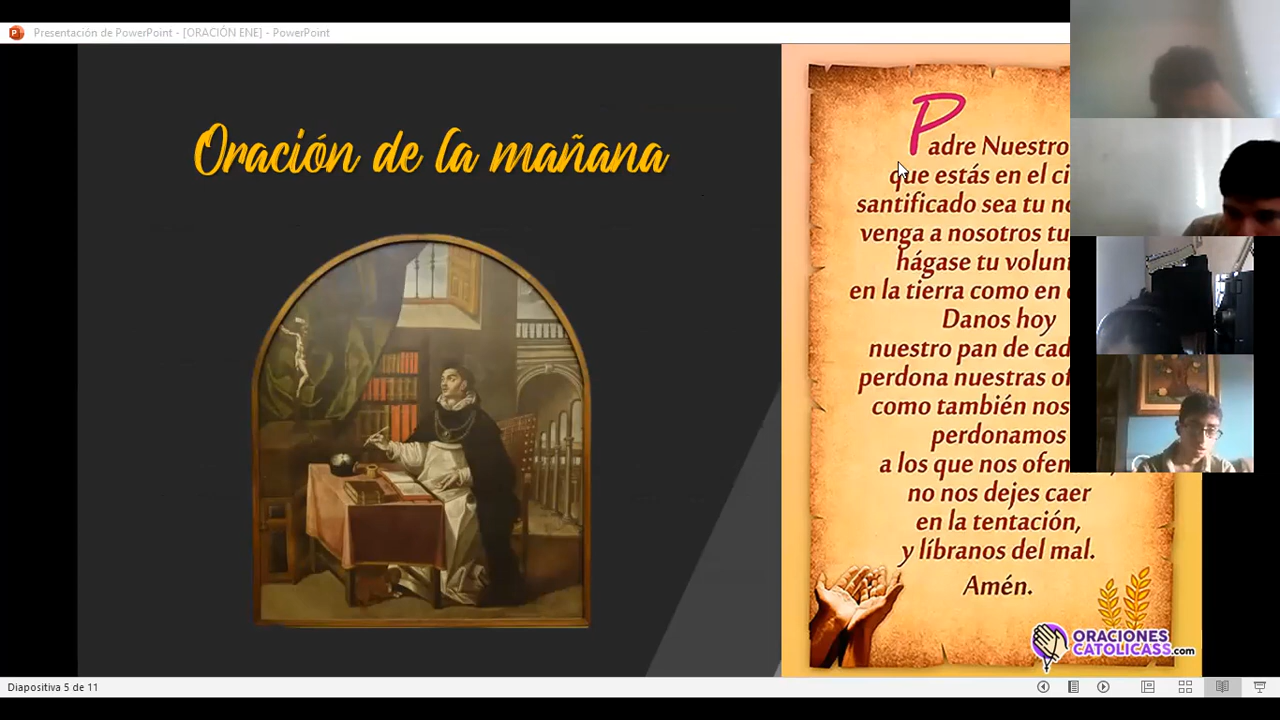 Presentación de PowerPoint - [ORACIÓN ENE] - PowerPoint
Oración de la mañana
Padre Nuestro
que estás en el ci
santificado sea tu no
venga a nosotros tu
hágase tu volunt
en la tierra como en
Danos hoy
nuestro pan de cad
perdona nuestras of
como también nos
perdonamos
a los que nos ofen
no nos dejes caer
en la tentación,
y líbranos del mal.
Amén.
ORACIONES
CATOLICASS.com
Diapositiva 5 de 11